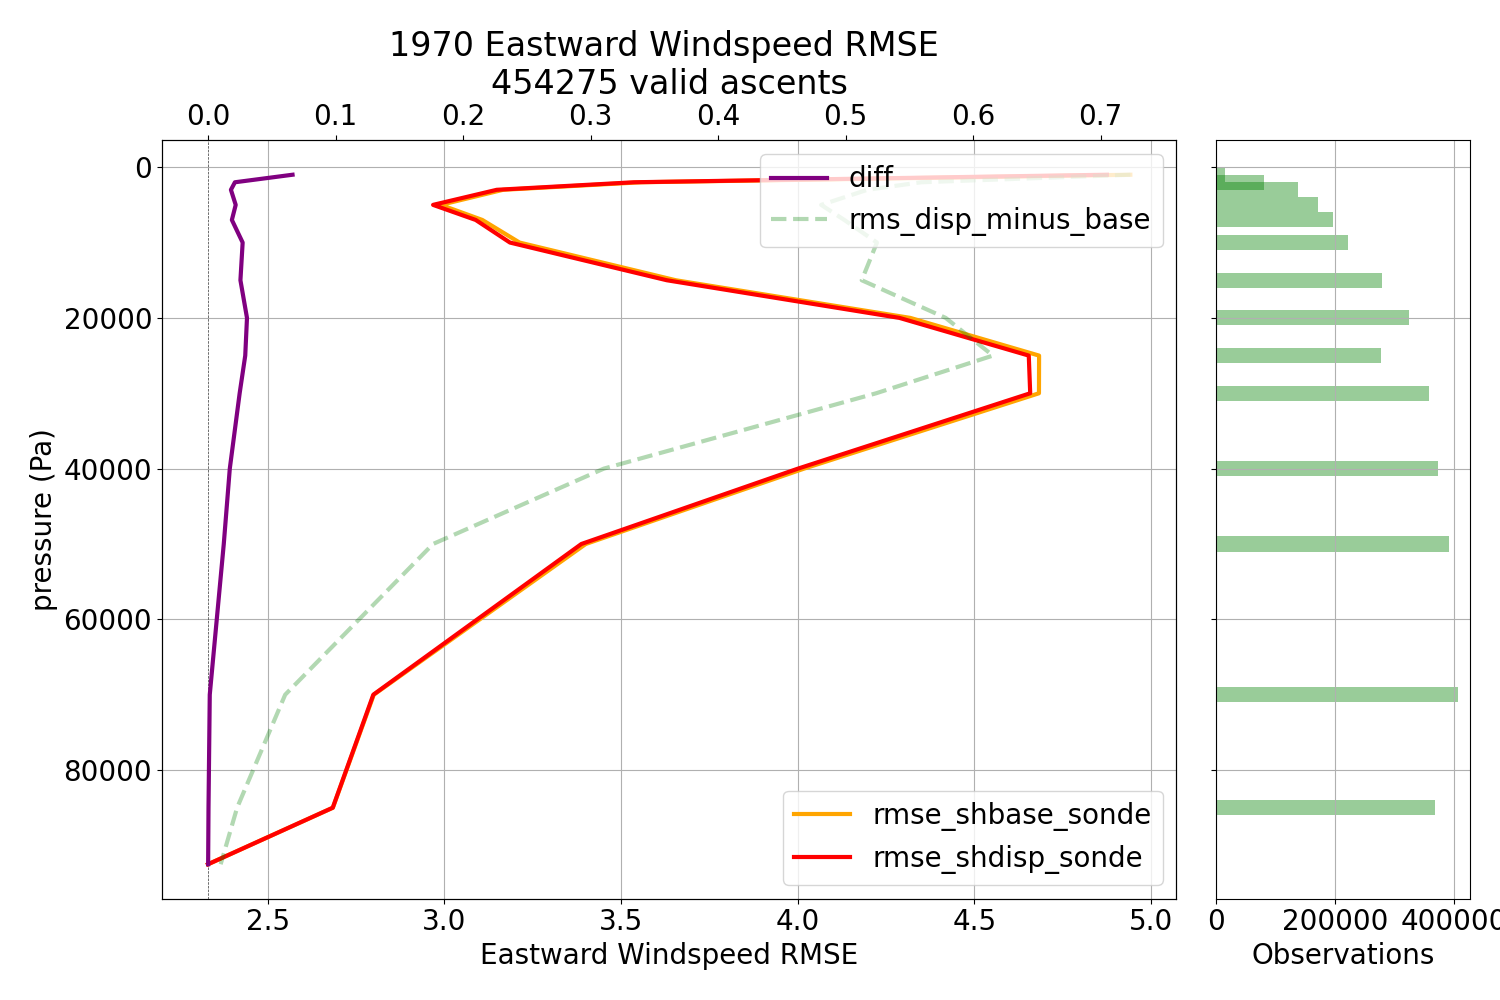 1970 Eastward Windspeed RMSE
454275 valid ascents
0.0 0.1 0.2 0.3 0.4 0.5 0.6 0.7
diff
rms_disp_minus_base
0
20000
40000
60000
80000
pressure (Pa)
rmse_shbase_sonde
rmse_shdisp_sonde
2.5 3.0 3.5 4.0 4.5 5.0
Eastward Windspeed RMSE
0 200000 400000
Observations